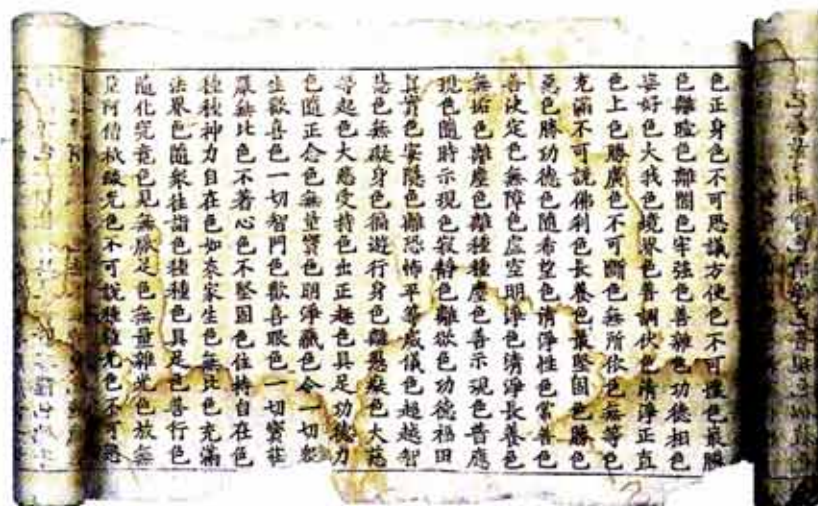 色正身色不可思議方便色不可壞色最勝
色離曀色離闇色牢強色善雜色功德相色
姿好色大我色境界色善調伏色清淨正直
色上色勝廣色不可斷色無所依色無等色
充滿不可說佛剎色長養色最堅固色勝色
惡色勝功德色隨希望色清淨性色常善色
善決定色無障色虛空明淨色清淨長養色
無垢色離塵色離種種塵色善示現色普應
現色隨時示現色寂靜色離欲色功德福田
真實色安隱色離恐怖平等威儀色超越智
慧色無礙身色循遊行身色離愚癡色大慈
等起色大悲受持色出正趣色具足功德力
色隨正念色無量寶色明淨藏色令一切眾
生歡喜色一切智門色歡喜眼色一切寶莊
嚴無比色不著心色不堅固色住持自在色
種種神力自在色如來家生色無比色充滿
法界色隨眾往詣色種種色具足色善行色
隨化究竟色見無厭足色無量雜光色放無
阿僧祇線光色不可說種種光色不可思